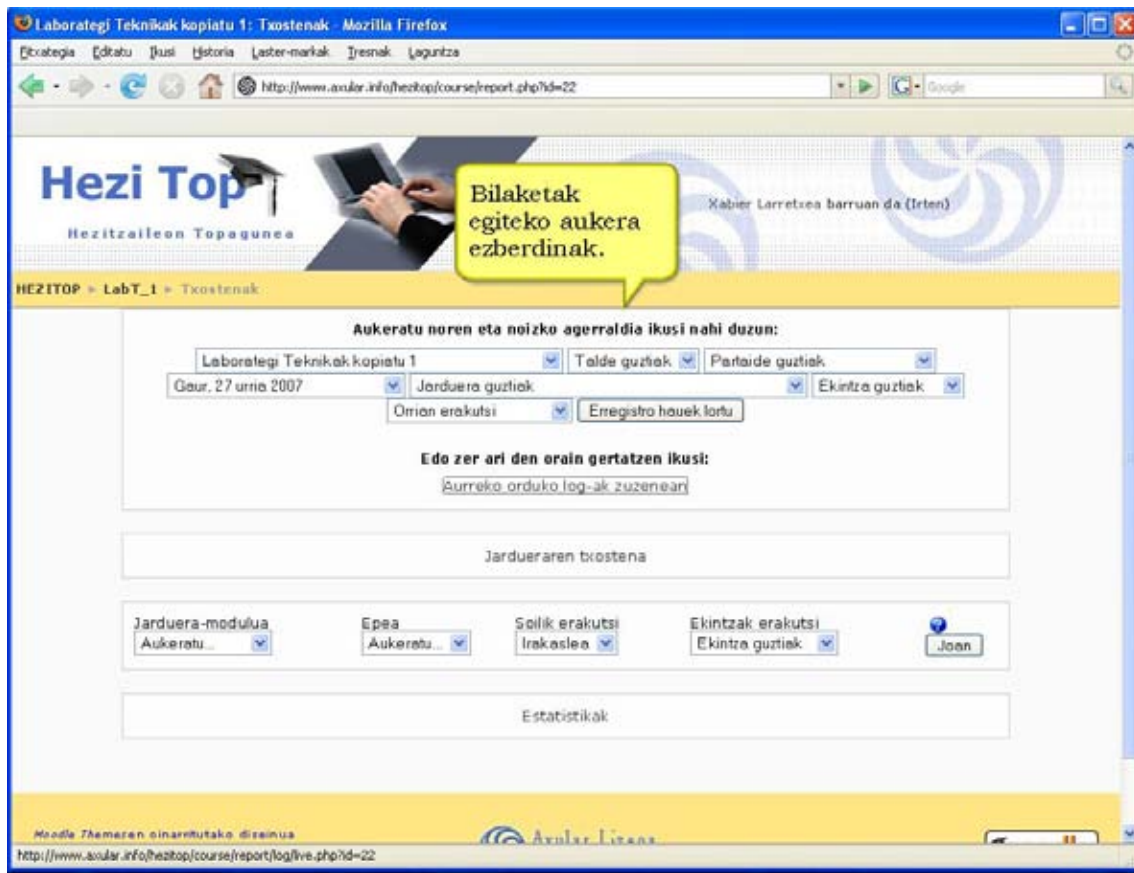 Laborategi Teknikak kopiatu 1: Txostenak - Mozilla Firefox
Fitxategia Editatu Ikusi Historia Laster-markak Tresnak Laguntza
http://www.axular.info/hezitop/course/report.php?id=22
Google
Hezi Top
Hezitzaileon Topagunea
Bilaketak
egiteko aukera
ezberdinak.
Xabier Larretxea barruan da (Irten)
HEZITOP ► LabT_1 ► Txostenak
Aukeratu noren eta noizko agerraldia ikusi nahi duzun:
Laborategi Teknikak kopiatu 1 Talde guztiak Partaide guztiak
Gaur, 27 urria 2007 Jarduera guztiak Ekintza guztiak
Orrian erakutsi Erregistro hauek lortu
Edo zer ari den orain gertatzen ikusi:
Aurreko orduko log-ak zuzenean
Jardueraren txostena
Jarduera-modulua Epea Soilik erakutsi Ekintzak erakutsi
Aukeratu... Aukeratu... Irakaslea Ekintza guztiak Joan
Estatistikak
Moodle Themeren oinarritutako diseinua
Axular Lizeoa
http://www.axular.info/hezitop/course/report/log/live.php?id=22